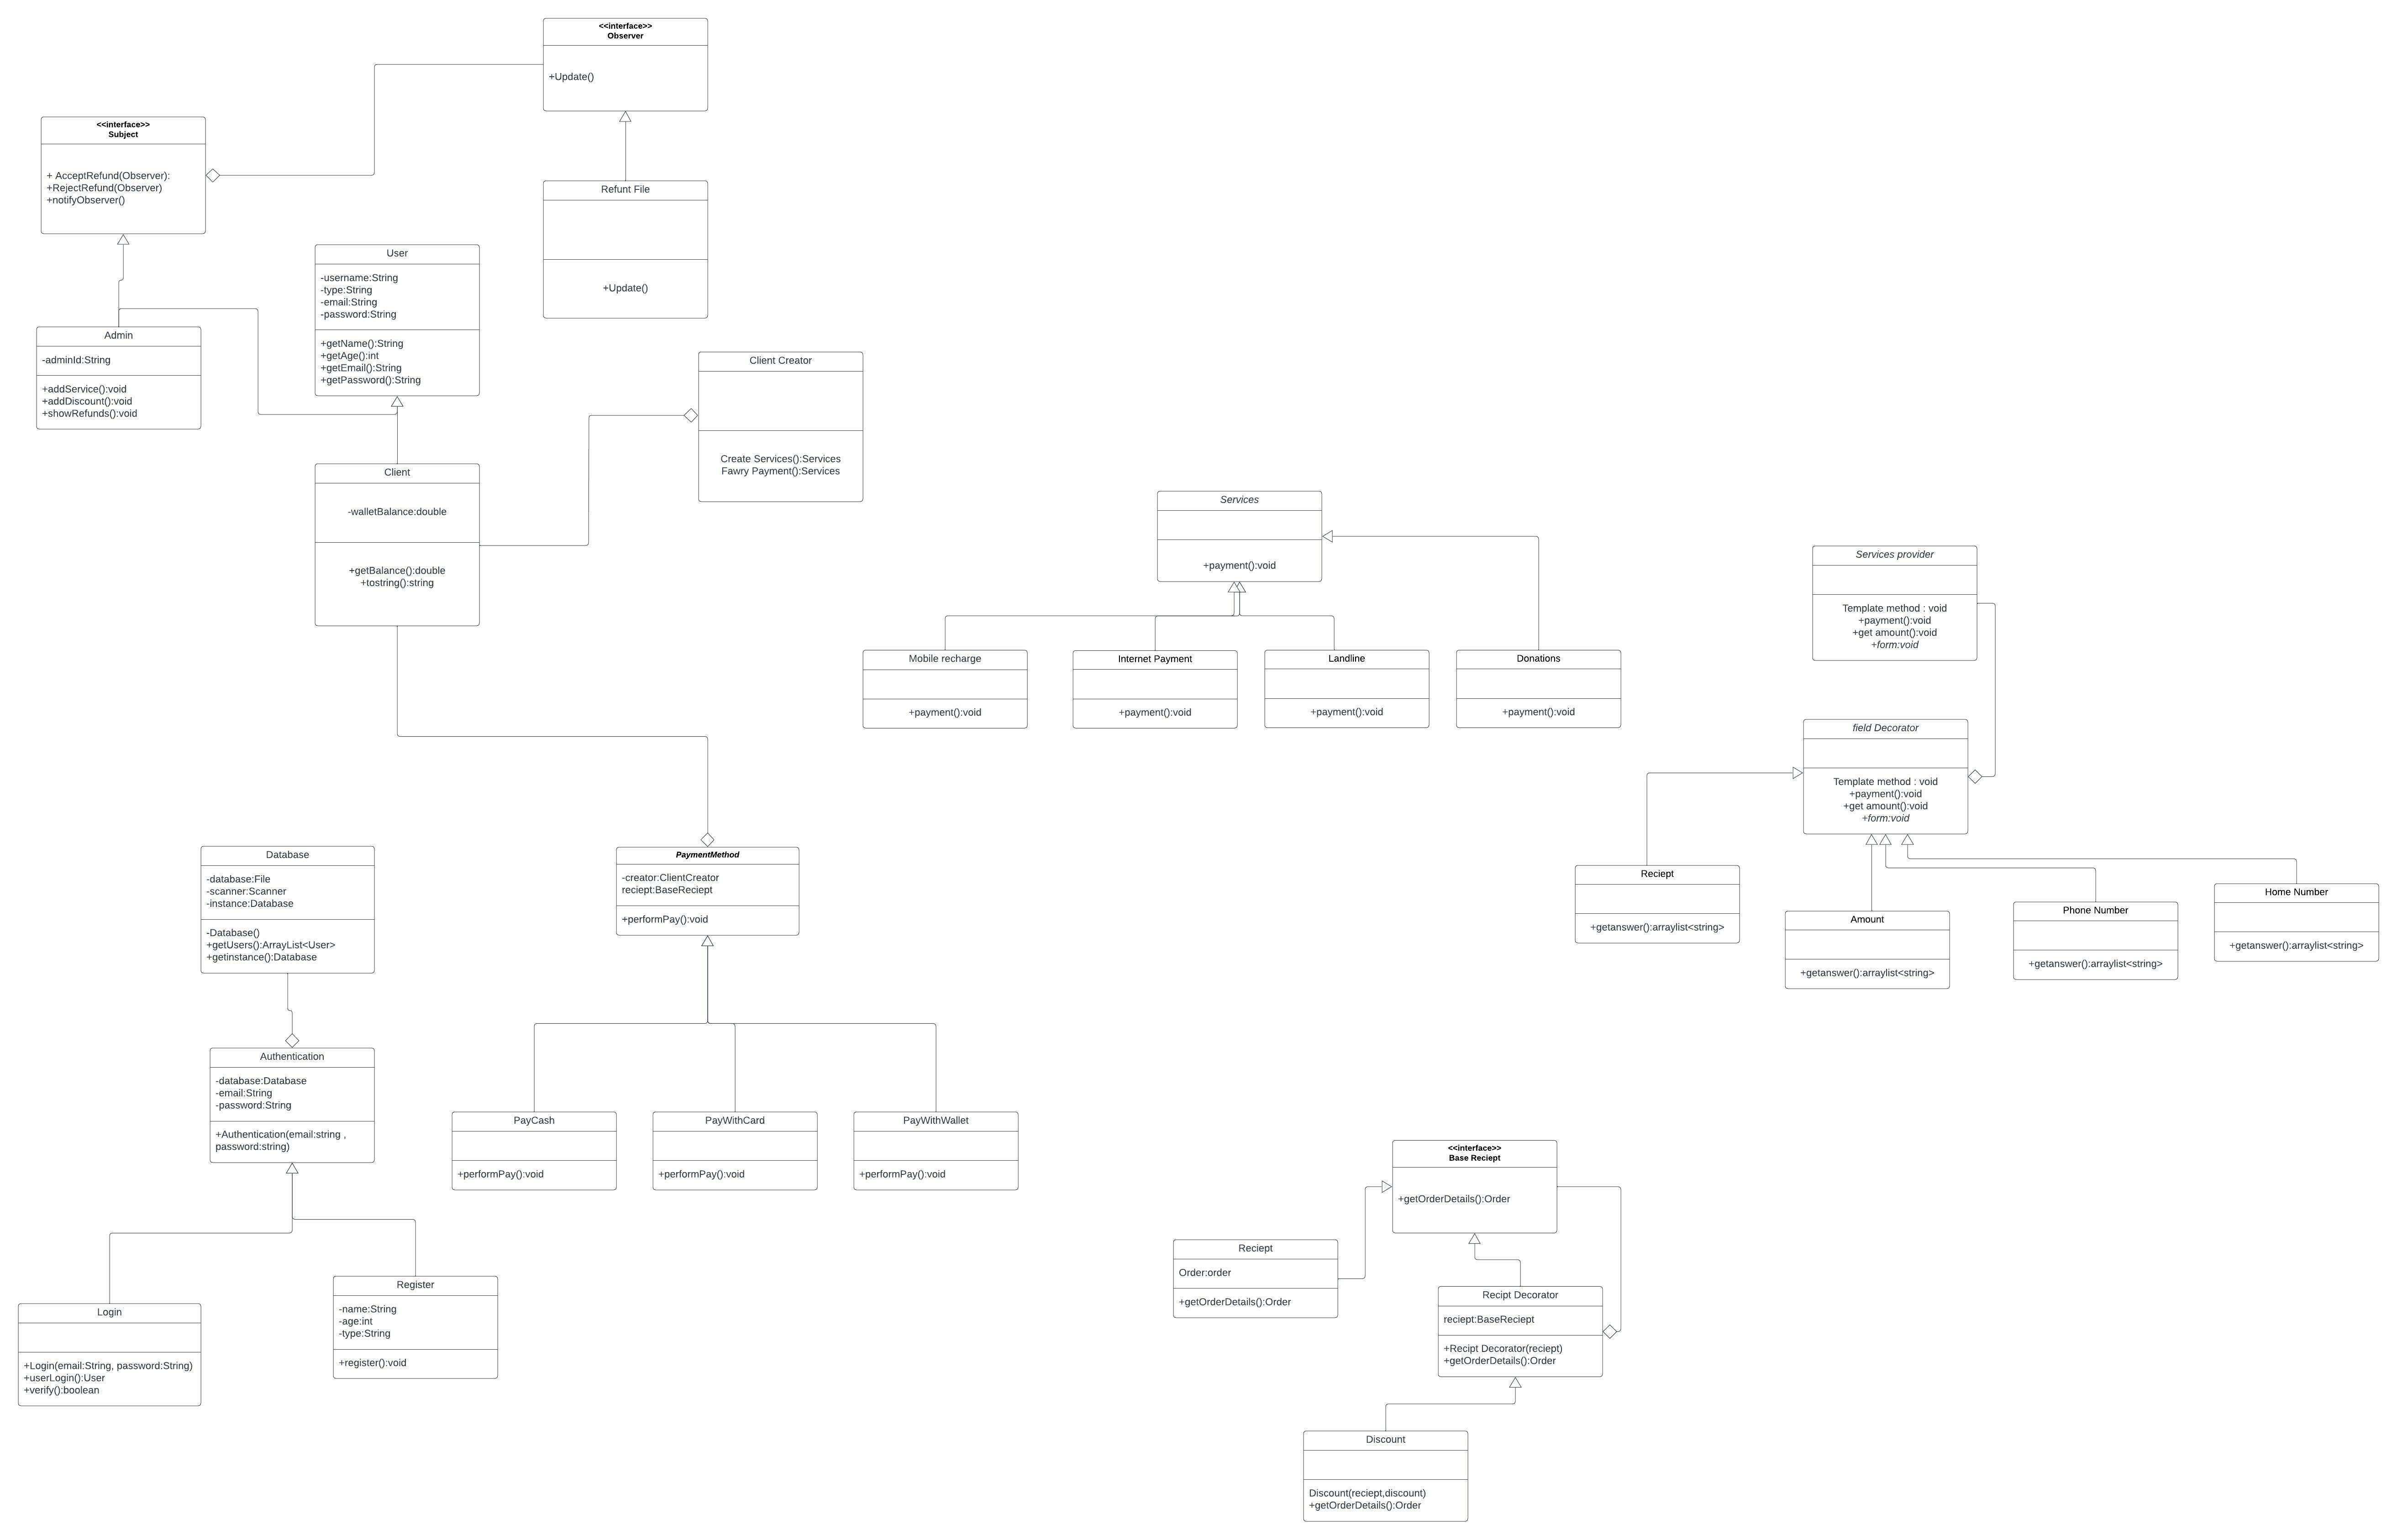 <<interface>>
Observer
+Update()
<<interface>>
Subject
+ AcceptRefund(Observer):
+RejectRefund(Observer)
+notifyObserver()
Refunt File
+Update()
User
-username:String
-type:String
-email:String
-password:String
+getName():String
+getAge():int
+getEmail():String
+getPassword():String
Admin
-adminId:String
+addService():void
+addDiscount():void
+showRefunds():void
Client Creator
Create Services():Services
Fawry Payment():Services
Client
-walletBalance:double
+getBalance():double
+tostring():string
Services
+payment():void
Services provider
Template method : void
+payment():void
+get amount():void
+form:void
Mobile recharge
+payment():void
Internet Payment
+payment():void
Landline
+payment():void
Donations
+payment():void
field Decorator
Template method : void
+payment():void
+get amount():void
+form:void
Database
-database:File
-scanner:Scanner
-instance:Database
-Database()
+getUsers():ArrayList<User>
+getinstance():Database
PaymentMethod
-creator:ClientCreator
reciept:BaseReciept
+performPay():void
Reciept
+getanswer():arraylist<string>
Amount
+getanswer():arraylist<string>
Phone Number
+getanswer():arraylist<string>
Home Number
+getanswer():arraylist<string>
Authentication
-database:Database
-email:String
-password:String
+Authentication(email:string ,
password:string)
PayCash
+performPay():void
PayWithCard
+performPay():void
PayWithWallet
+performPay():void
<<interface>>
Base Reciept
+getOrderDetails():Order
Reciept
Order:order
+getOrderDetails():Order
Recipt Decorator
reciept:BaseReciept
+Recipt Decorator(reciept)
+getOrderDetails():Order
Login
+Login(email:String, password:String)
+userLogin():User
+verify():boolean
Register
-name:String
-age:int
-type:String
+register():void
Discount
Discount(reciept,discount)
+getOrderDetails():Order